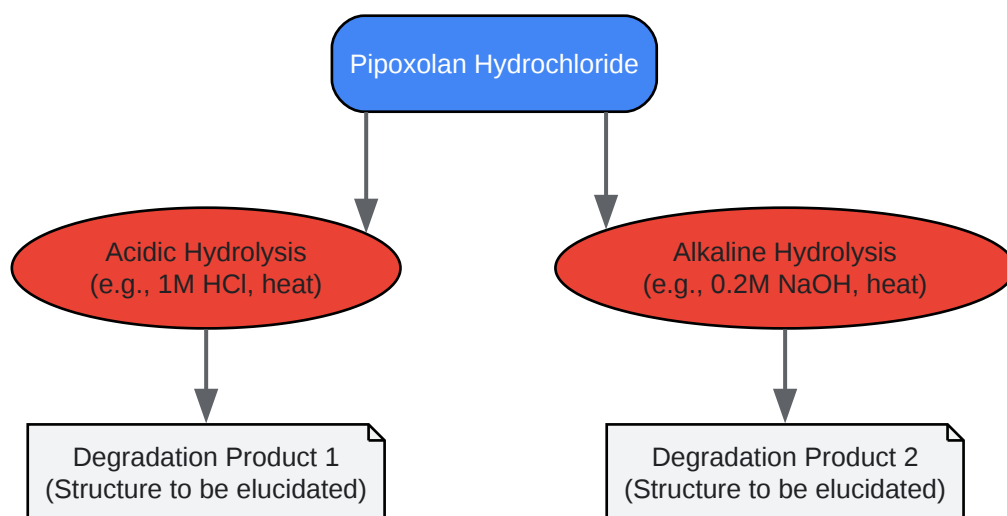 Pipoxolan Hydrochloride
Acidic Hydrolysis
(e.g., 1M HCl, heat)
Alkaline Hydrolysis
(e.g., 0.2M NaOH, heat)
Degradation Product 1
(Structure to be elucidated)
Degradation Product 2
(Structure to be elucidated)